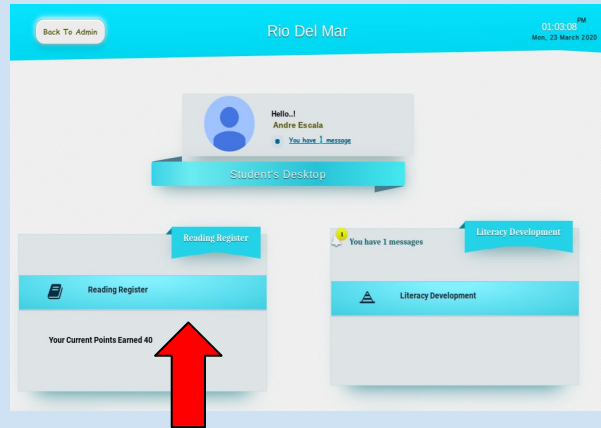 Back To Admin
Rio Del Mar
01:03:08 PM
Mon, 23 March 2020
Hello..!
Andre Escala
You have 1 message
Student's Desktop
Reading Register
Reading Register
Your Current Points Earned 40
1
You have 1 messages
Literacy Development
Literacy Development